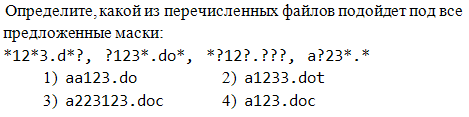 Определите, какой из перечисленных файлов подойдет под все
предложенные маски:
*12*3.d*?, ?123*.do*, *?12?.???, a?23*.*
1) aa123.do 2) a1233.dot
3) a223123.doc 4) a123.doc